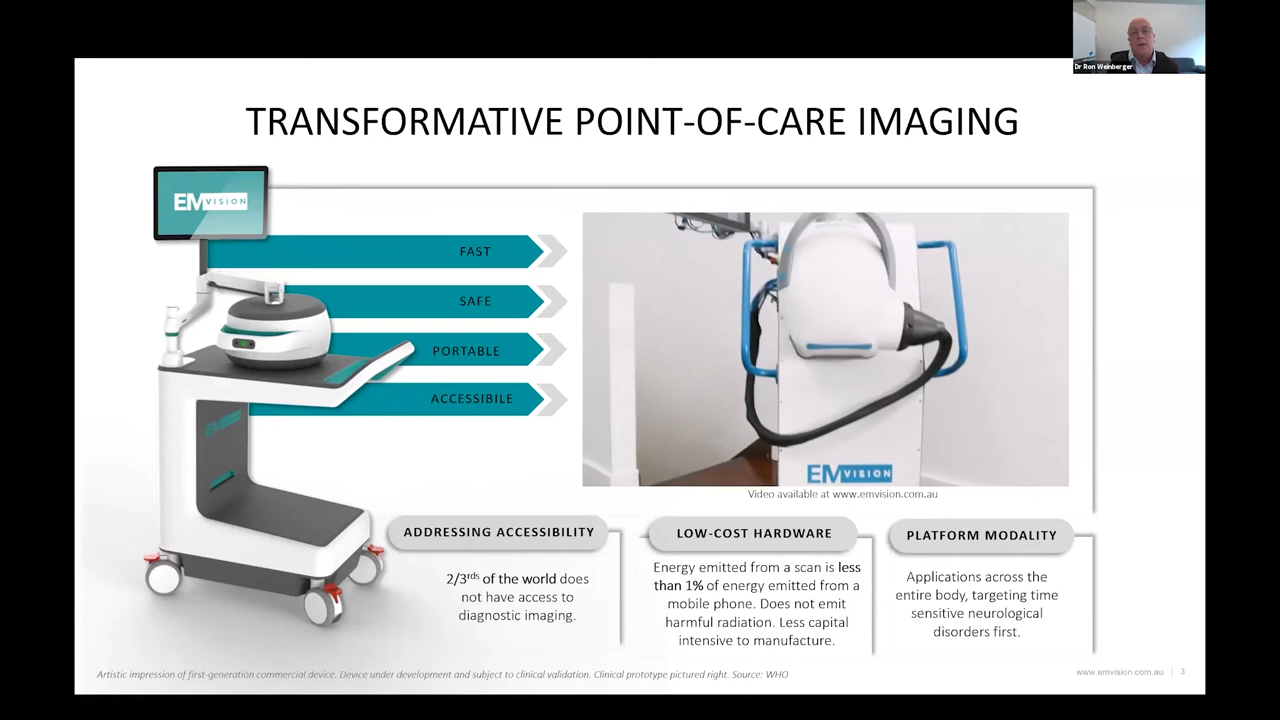 Dr Ron Weinberger
TRANSFORMATIVE POINT-OF-CARE IMAGING
EMVISION
FAST
SAFE
PORTABLE
ACCESSIBILE
EMVISION
EMVISION
Video available at www.emvision.com.au
ADDRESSING ACCESSIBILITY
2/3rds of the world does
not have access to
diagnostic imaging.
LOW-COST HARDWARE
Energy emitted from a scan is less
than 1% of energy emitted from a
mobile phone. Does not emit
harmful radiation. Less capital
intensive to manufacture.
PLATFORM MODALITY
Applications across the
entire body, targeting time
sensitive neurological
disorders first.
Artistic impression of first-generation commercial device. Device under development and subject to clinical validation. Clinical prototype pictured right. Source: WHO
www.emvision.com.au | 3